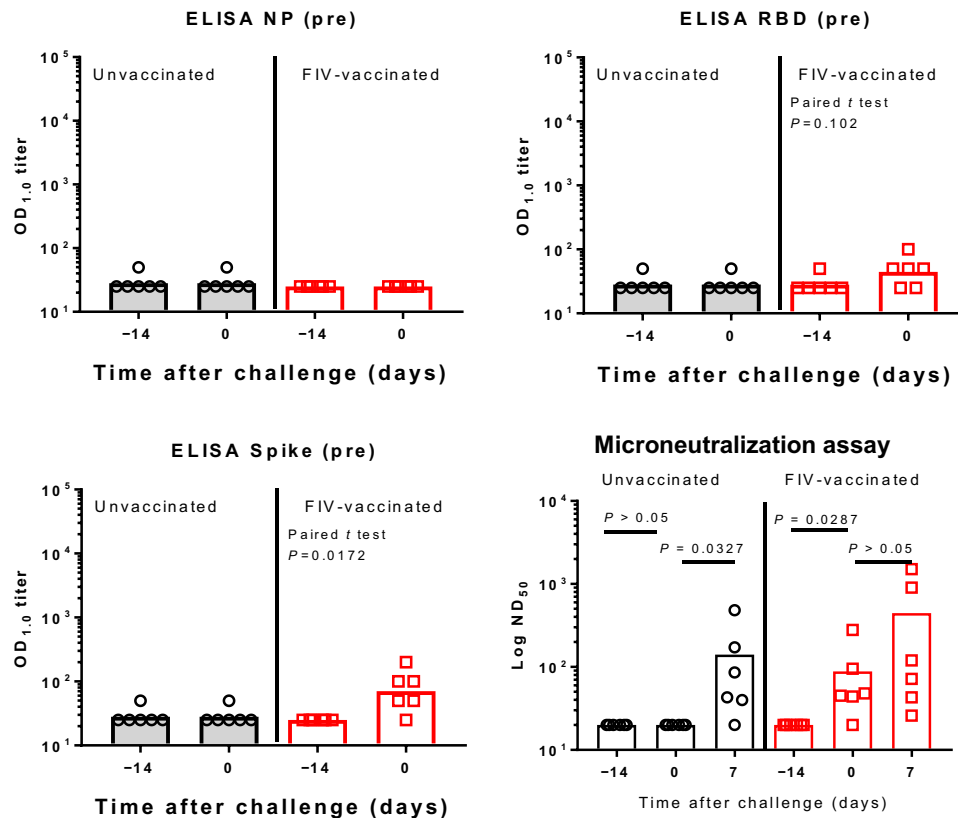 ELISA NP (pre)
Unvaccinated
FIV-vaccinated
OD1.0 titer
10^5
10^4
10^3
10^2
10^1
−14
0
−14
0
Time after challenge (days)
ELISA RBD (pre)
Unvaccinated
FIV-vaccinated
Paired t test
P=0.102
OD1.0 titer
10^5
10^4
10^3
10^2
10^1
−14
0
−14
0
Time after challenge (days)
ELISA Spike (pre)
Unvaccinated
FIV-vaccinated
Paired t test
P=0.0172
OD1.0 titer
10^5
10^4
10^3
10^2
10^1
−14
0
−14
0
Time after challenge (days)
Microneutralization assay
Unvaccinated
FIV-vaccinated
P > 0.05
P = 0.0287
P = 0.0327
P > 0.05
Log ND50
10^4
10^3
10^2
10^1
−14
0
7
−14
0
7
Time after challenge (days)